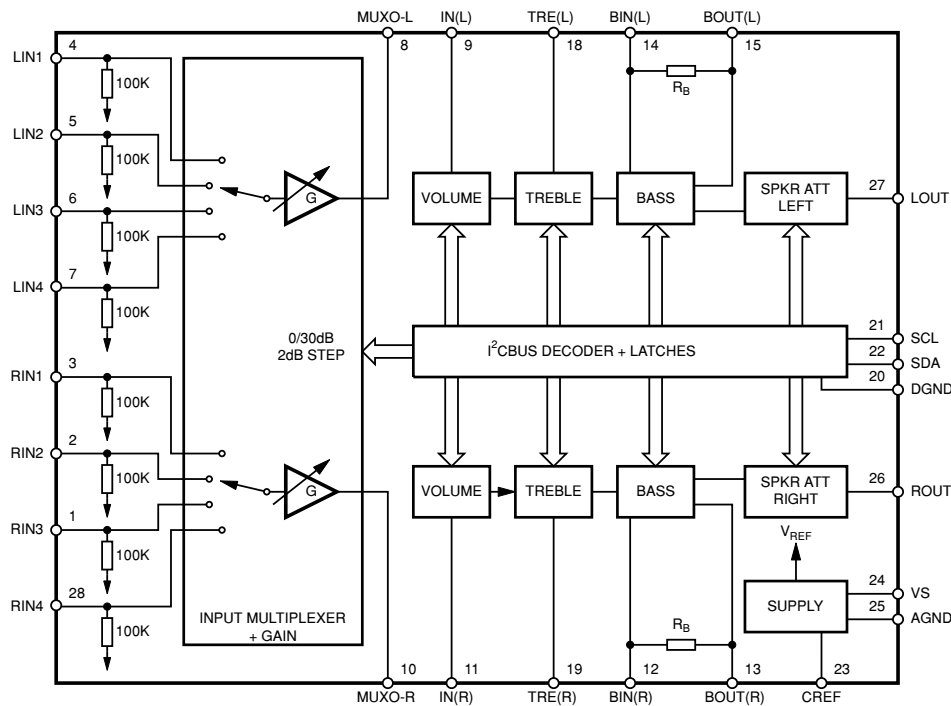 MUXO-L IN(L) TRE(L) BIN(L) BOUT(L)
8 9 18 14 15
LIN1 4
100K
LIN2 5
100K
LIN3 6
100K
LIN4 7
100K
RIN1 3
100K
RIN2 2
100K
RIN3 1
100K
RIN4 28
100K
G
0/30dB
2dB STEP
G
INPUT MULTIPLEXER
+ GAIN
RB
VOLUME TREBLE BASS
SPKR ATT
LEFT
27 LOUT
I2CBUS DECODER + LATCHES
21 SCL
22 SDA
20 DGND
VOLUME TREBLE BASS
SPKR ATT
RIGHT
26 ROUT
VREF
SUPPLY
24 VS
25 AGND
RB
10 11 19 12 13 23
MUXO-R IN(R) TRE(R) BIN(R) BOUT(R) CREF